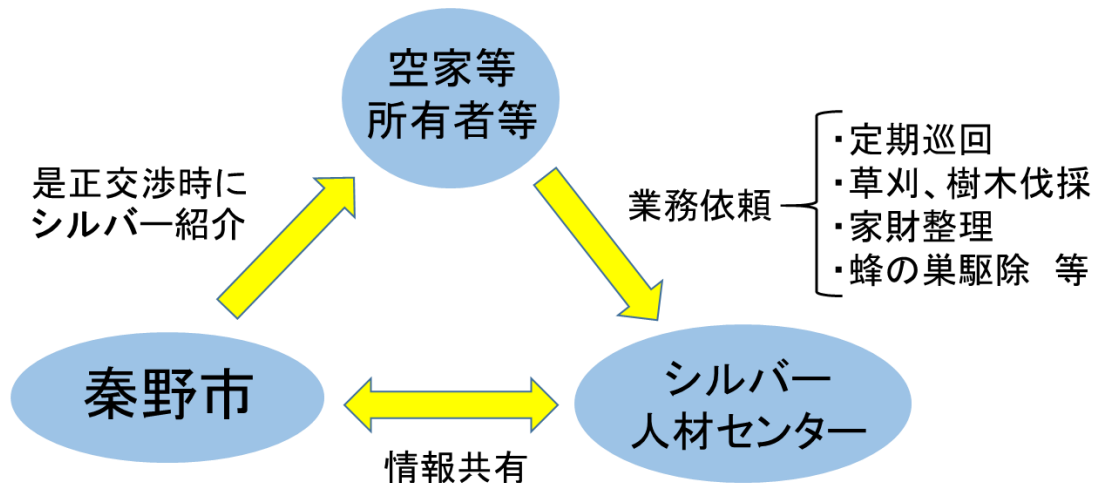 空家等
所有者等
是正交渉時に
シルバー紹介
業務依頼
・定期巡回
・草刈、樹木伐採
・家財整理
・蜂の巣駆除　等
秦野市
シルバー
人材センター
情報共有